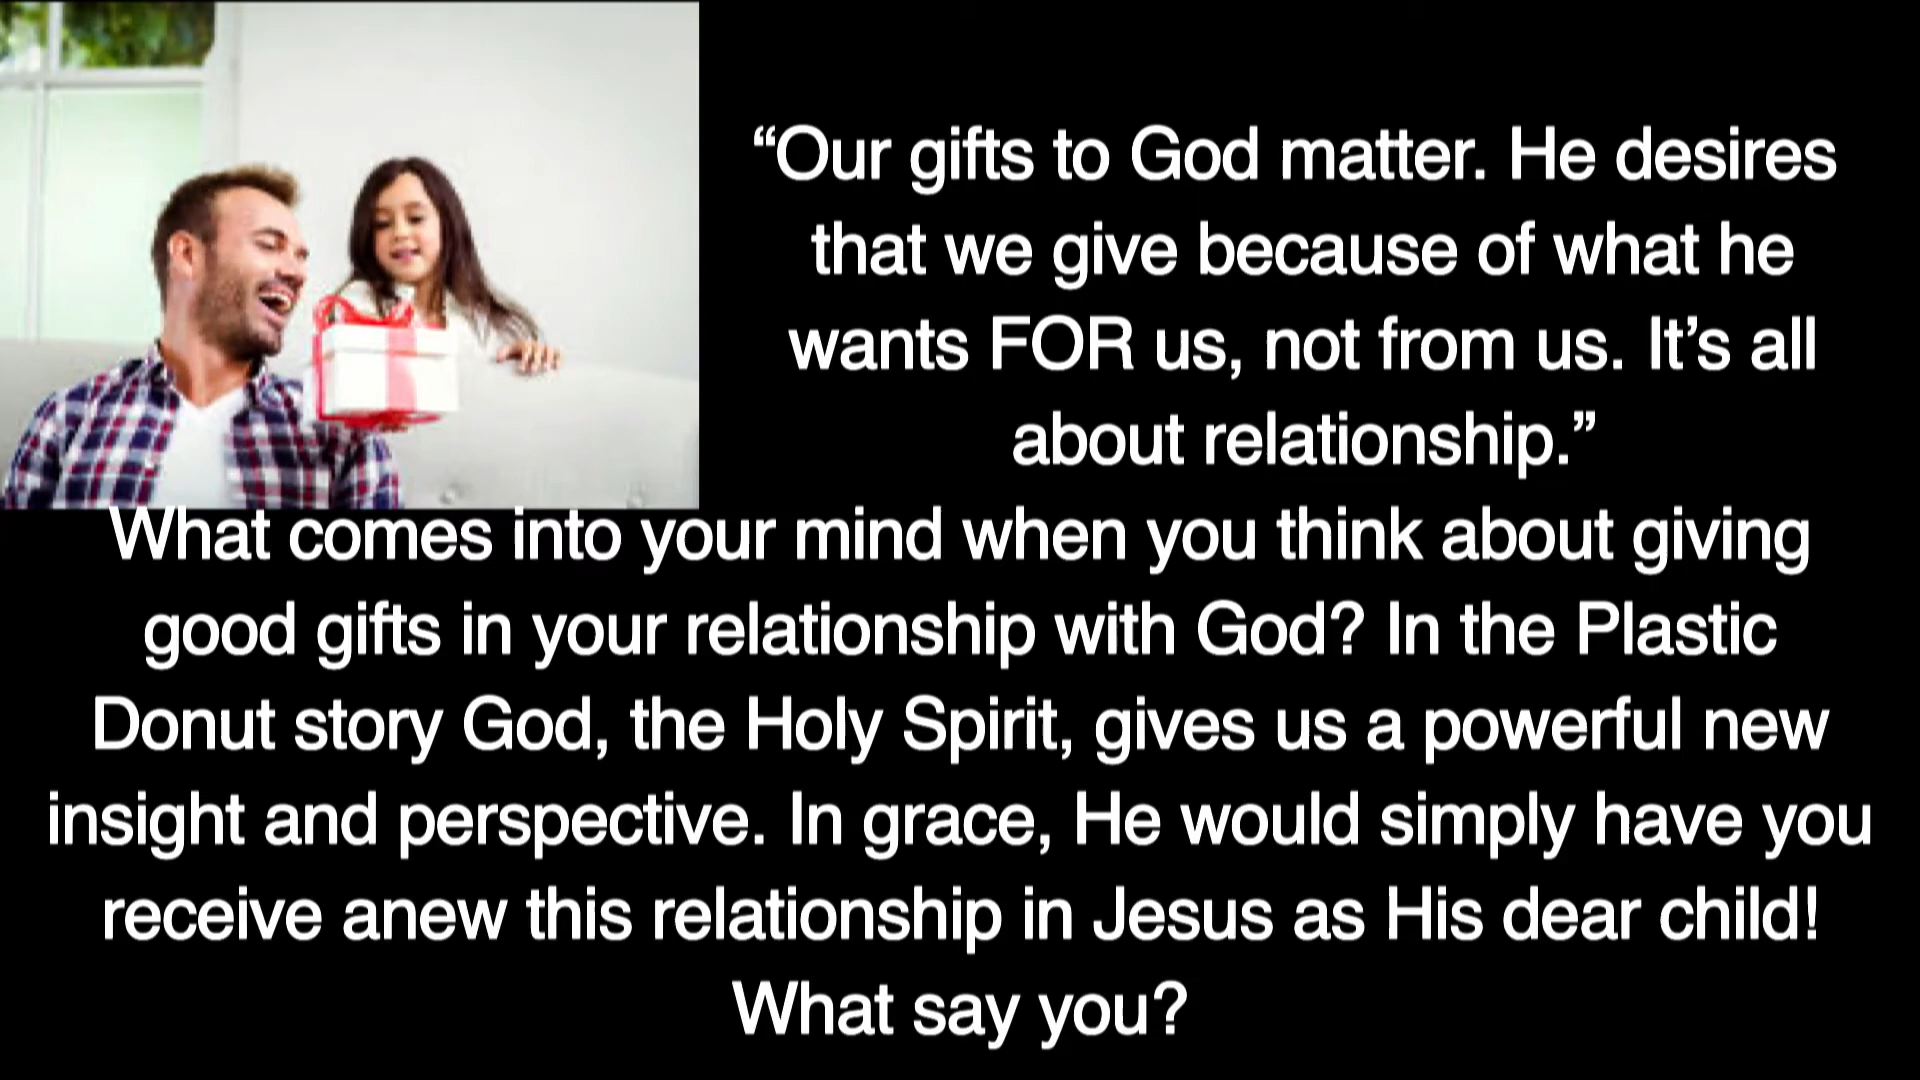 “Our gifts to God matter. He desires
that we give because of what he
wants FOR us, not from us. It’s all
about relationship.”
What comes into your mind when you think about giving
good gifts in your relationship with God? In the Plastic
Donut story God, the Holy Spirit, gives us a powerful new
insight and perspective. In grace, He would simply have you
receive anew this relationship in Jesus as His dear child!
What say you?